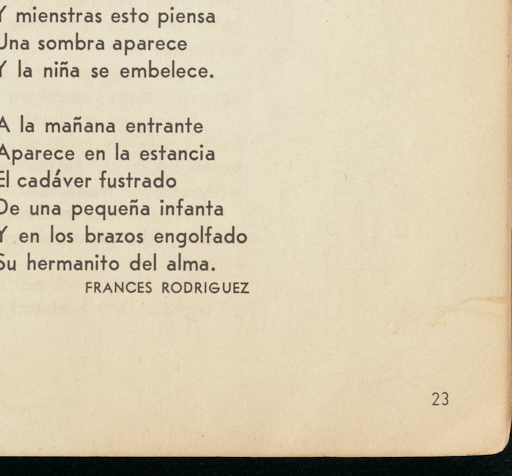 Y mienstras esto piensa
Una sombra aparece
Y la niña se embelece.
A la mañana entrante
Aparece en la estancia
El cadáver fustrado
De una pequeña infanta
Y en los brazos engolfado
Su hermanito del alma.
FRANCES RODRIGUEZ
23